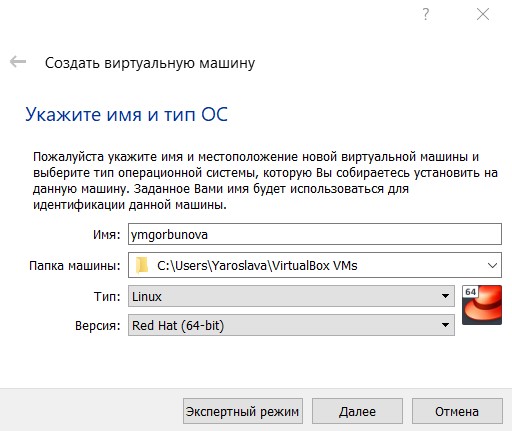 ?
Создать виртуальную машину
Укажите имя и тип ОС
Пожалуйста укажите имя и местоположение новой виртуальной машины и
выберите тип операционной системы, которую Вы собираетесь установить на
данную машину. Заданное Вами имя будет использоваться для
идентификации данной машины.
Имя: ymgorbunova
Папка машины: C:\Users\Yaroslava\VirtualBox VMs
Тип: Linux
64
Версия: Red Hat (64-bit)
Экспертный режим Далее Отмена